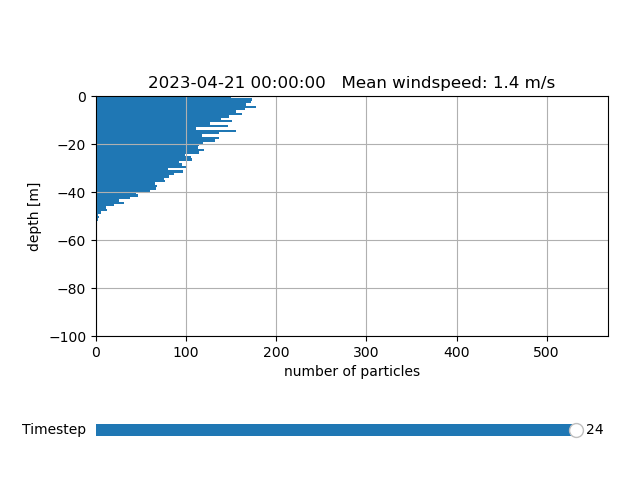 2023-04-21 00:00:00   Mean windspeed: 1.4 m/s
0
−20
−40
−60
−80
−100
depth [m]
0 100 200 300 400 500
number of particles
Timestep 24